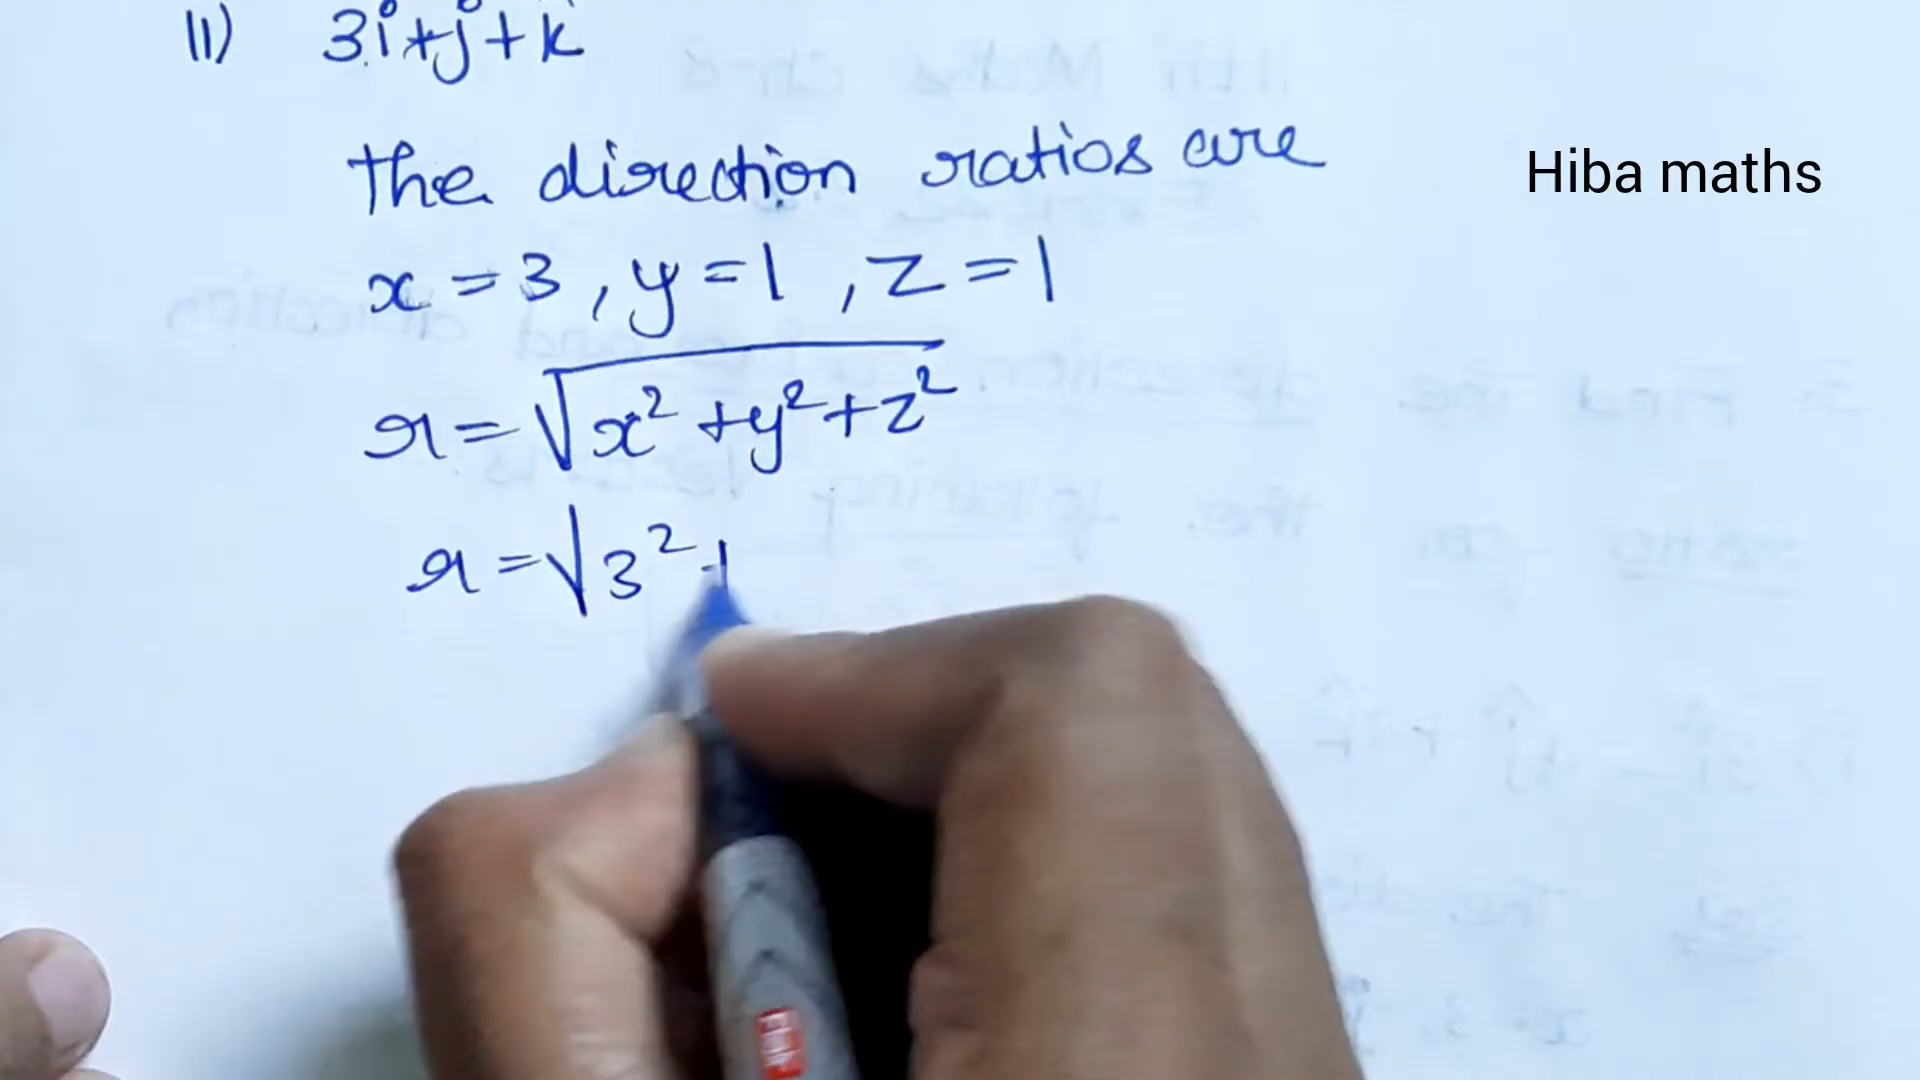 II) 3i+j+k
The direction ratios are
Hiba maths
x = 3, y = 1, z = 1
r = √x² + y² + z²
r = √3² +